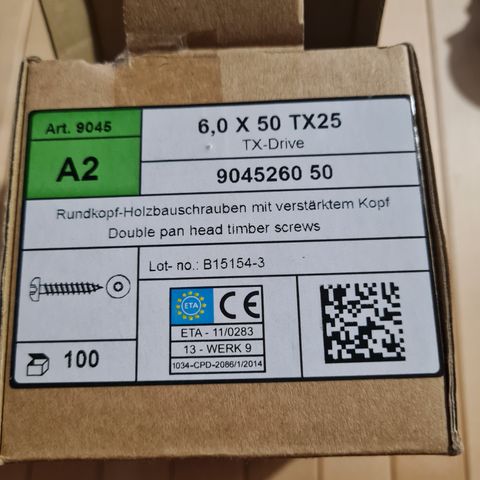 Art. 9045
A2
6,0 X 50 TX25
TX-Drive
9045260 50
Rundkopf-Holzbauschrauben mit verstärktem Kopf
Double pan head timber screws
Lot- no.: B15154-3
ETA
CE
ETA - 11/0283
13 - WERK 9
1034-CPD-2086/1/2014
100